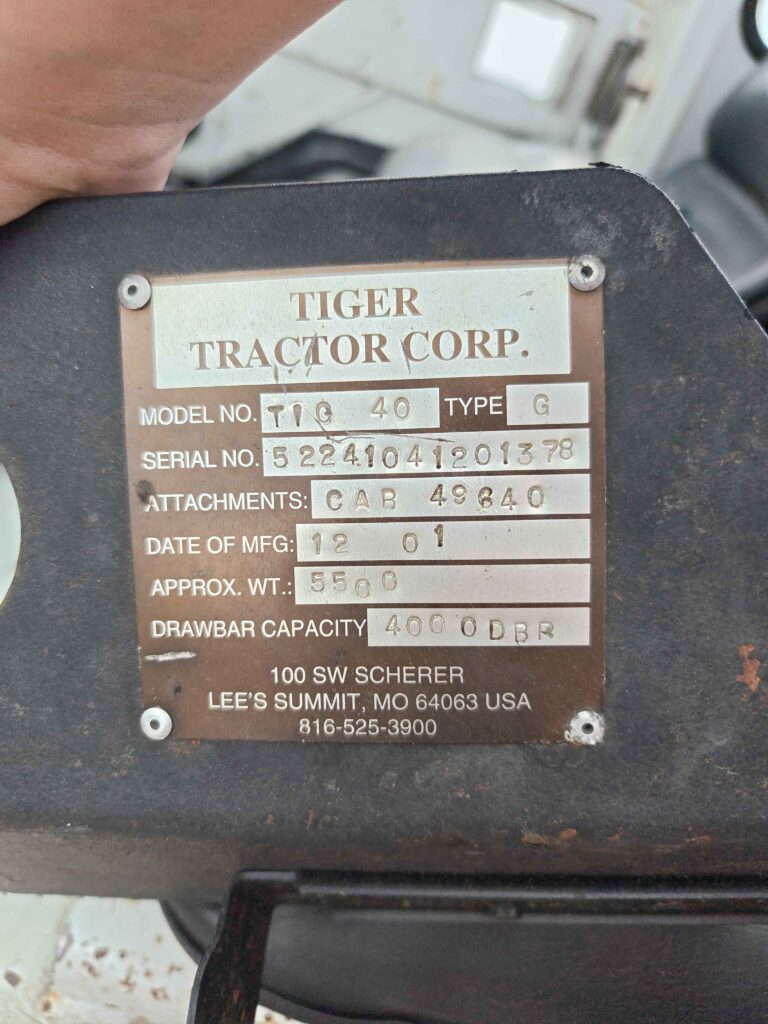 TIGER
TRACTOR CORP.
MODEL NO. TIG 40 TYPE G
SERIAL NO. 52241041201378
ATTACHMENTS: CAB 49640
DATE OF MFG: 12 01
APPROX. WT.: 5500
DRAWBAR CAPACITY 4000DBP
100 SW SCHERER
LEE'S SUMMIT, MO 64063 USA
816-525-3900